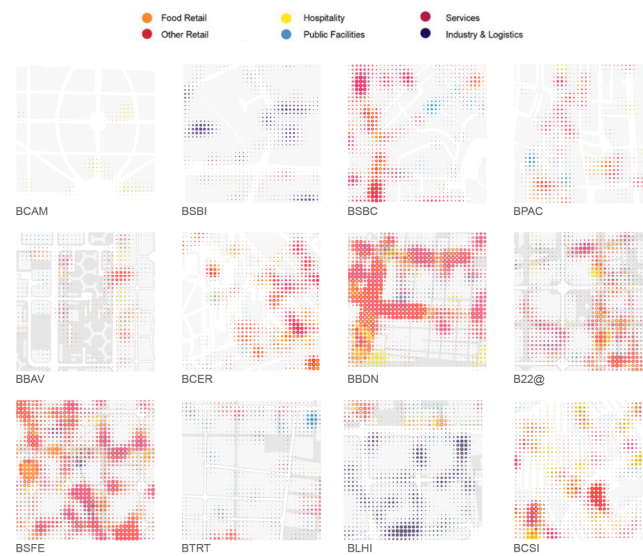 Food Retail Hospitality Services
Other Retail Public Facilities Industry & Logistics
BCAM BSBI BSBC BPAC
BBAV BCER BBDN B22@
BSFE BTRT BLHI BCSI